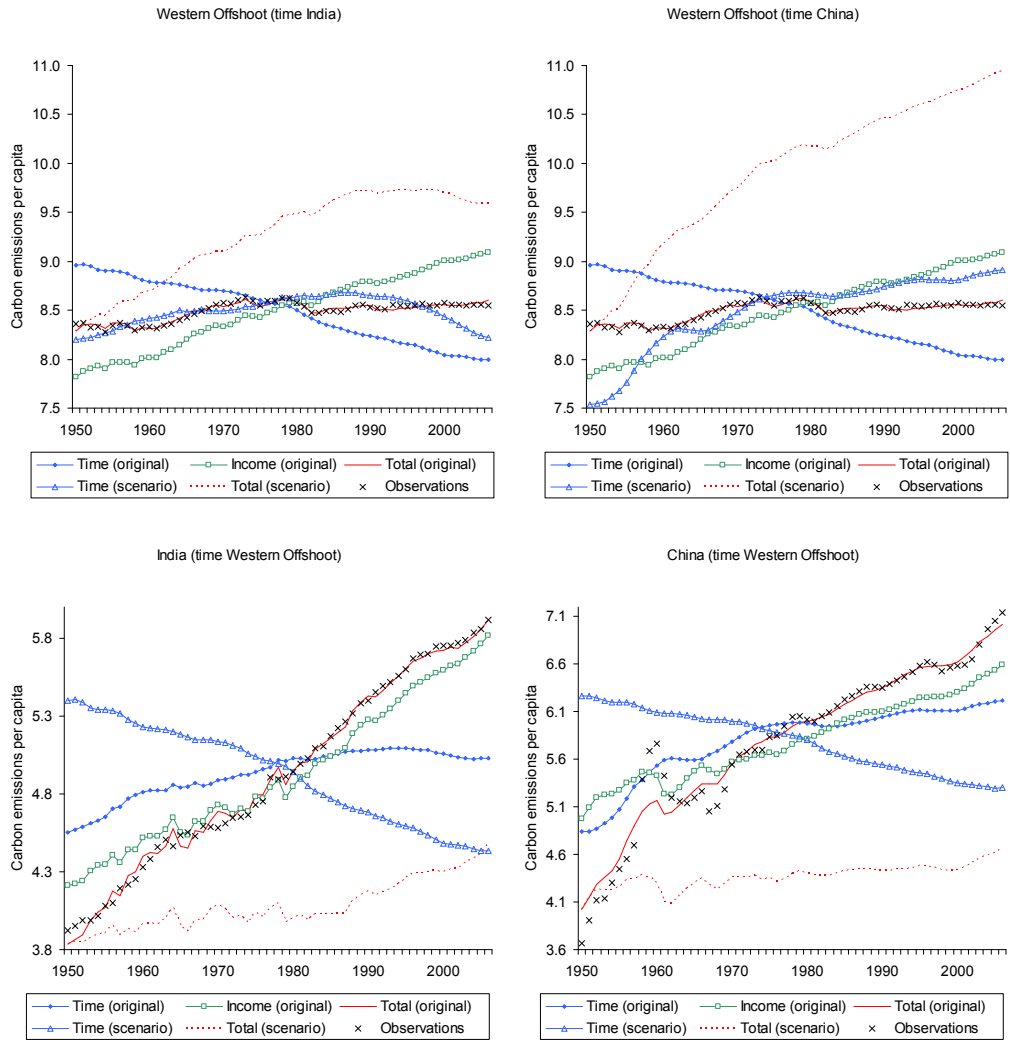 Western Offshoot (time India)
Carbon emissions per capita
11.0
10.5
10.0
9.5
9.0
8.5
8.0
7.5
1950 1960 1970 1980 1990 2000
Time (original) Income (original) Total (original)
Time (scenario) Total (scenario) Observations
Western Offshoot (time China)
Carbon emissions per capita
11.0
10.5
10.0
9.5
9.0
8.5
8.0
7.5
1950 1960 1970 1980 1990 2000
Time (original) Income (original) Total (original)
Time (scenario) Total (scenario) Observations
India (time Western Offshoot)
Carbon emissions per capita
5.8
5.3
4.8
4.3
3.8
1950 1960 1970 1980 1990 2000
Time (original) Income (original) Total (original)
Time (scenario) Total (scenario) Observations
China (time Western Offshoot)
Carbon emissions per capita
7.1
6.6
6.1
5.6
5.1
4.6
4.1
3.6
1950 1960 1970 1980 1990 2000
Time (original) Income (original) Total (original)
Time (scenario) Total (scenario) Observations